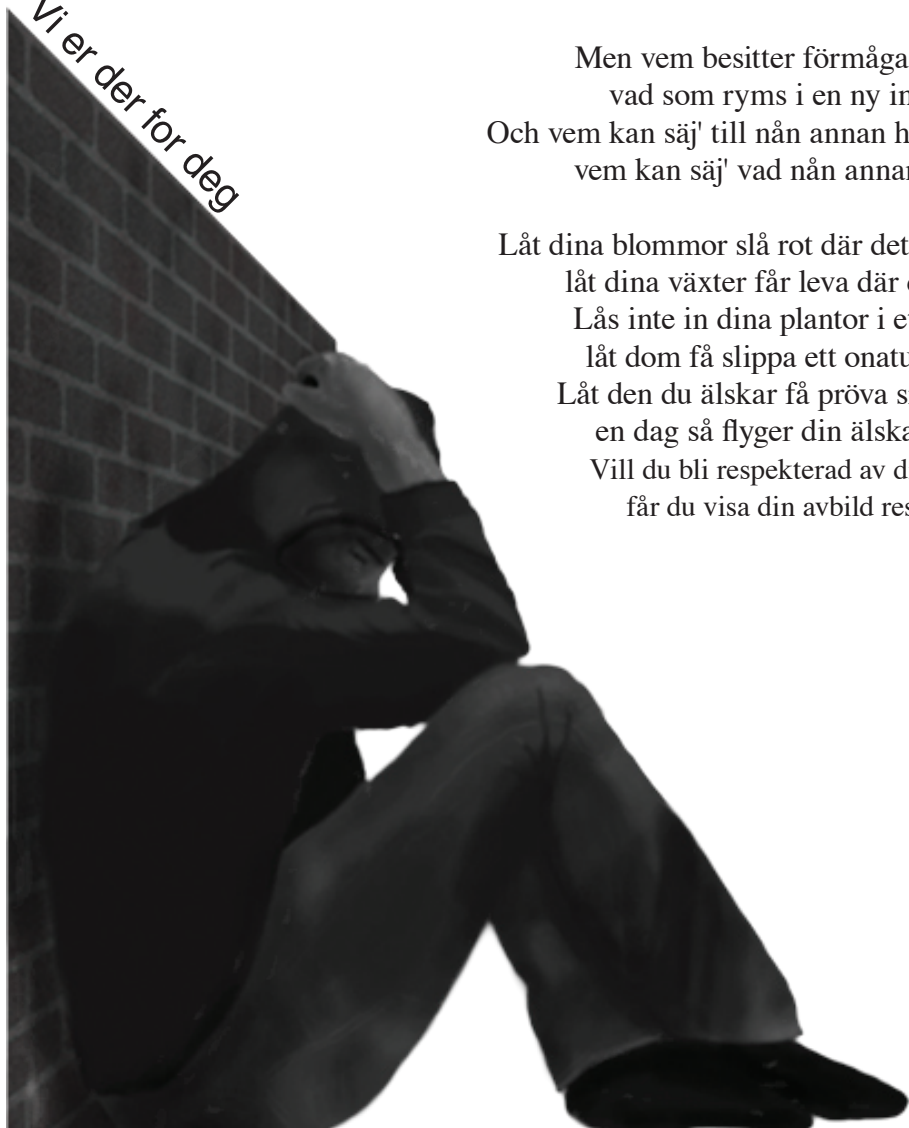 Vi er der for deg
Men vem besitter förmåga
vad som ryms i en ny
Och vem kan säj' till nån annan
vem kan säj' vad nån
Låt dina blommor slå rot där det
låt dina växter får leva där
Lås inte in dina plantor i
låt dom få slippa ett
Låt den du älskar få pröva
en dag så flyger din
Vill du bli respekterad av
får du visa din avbild